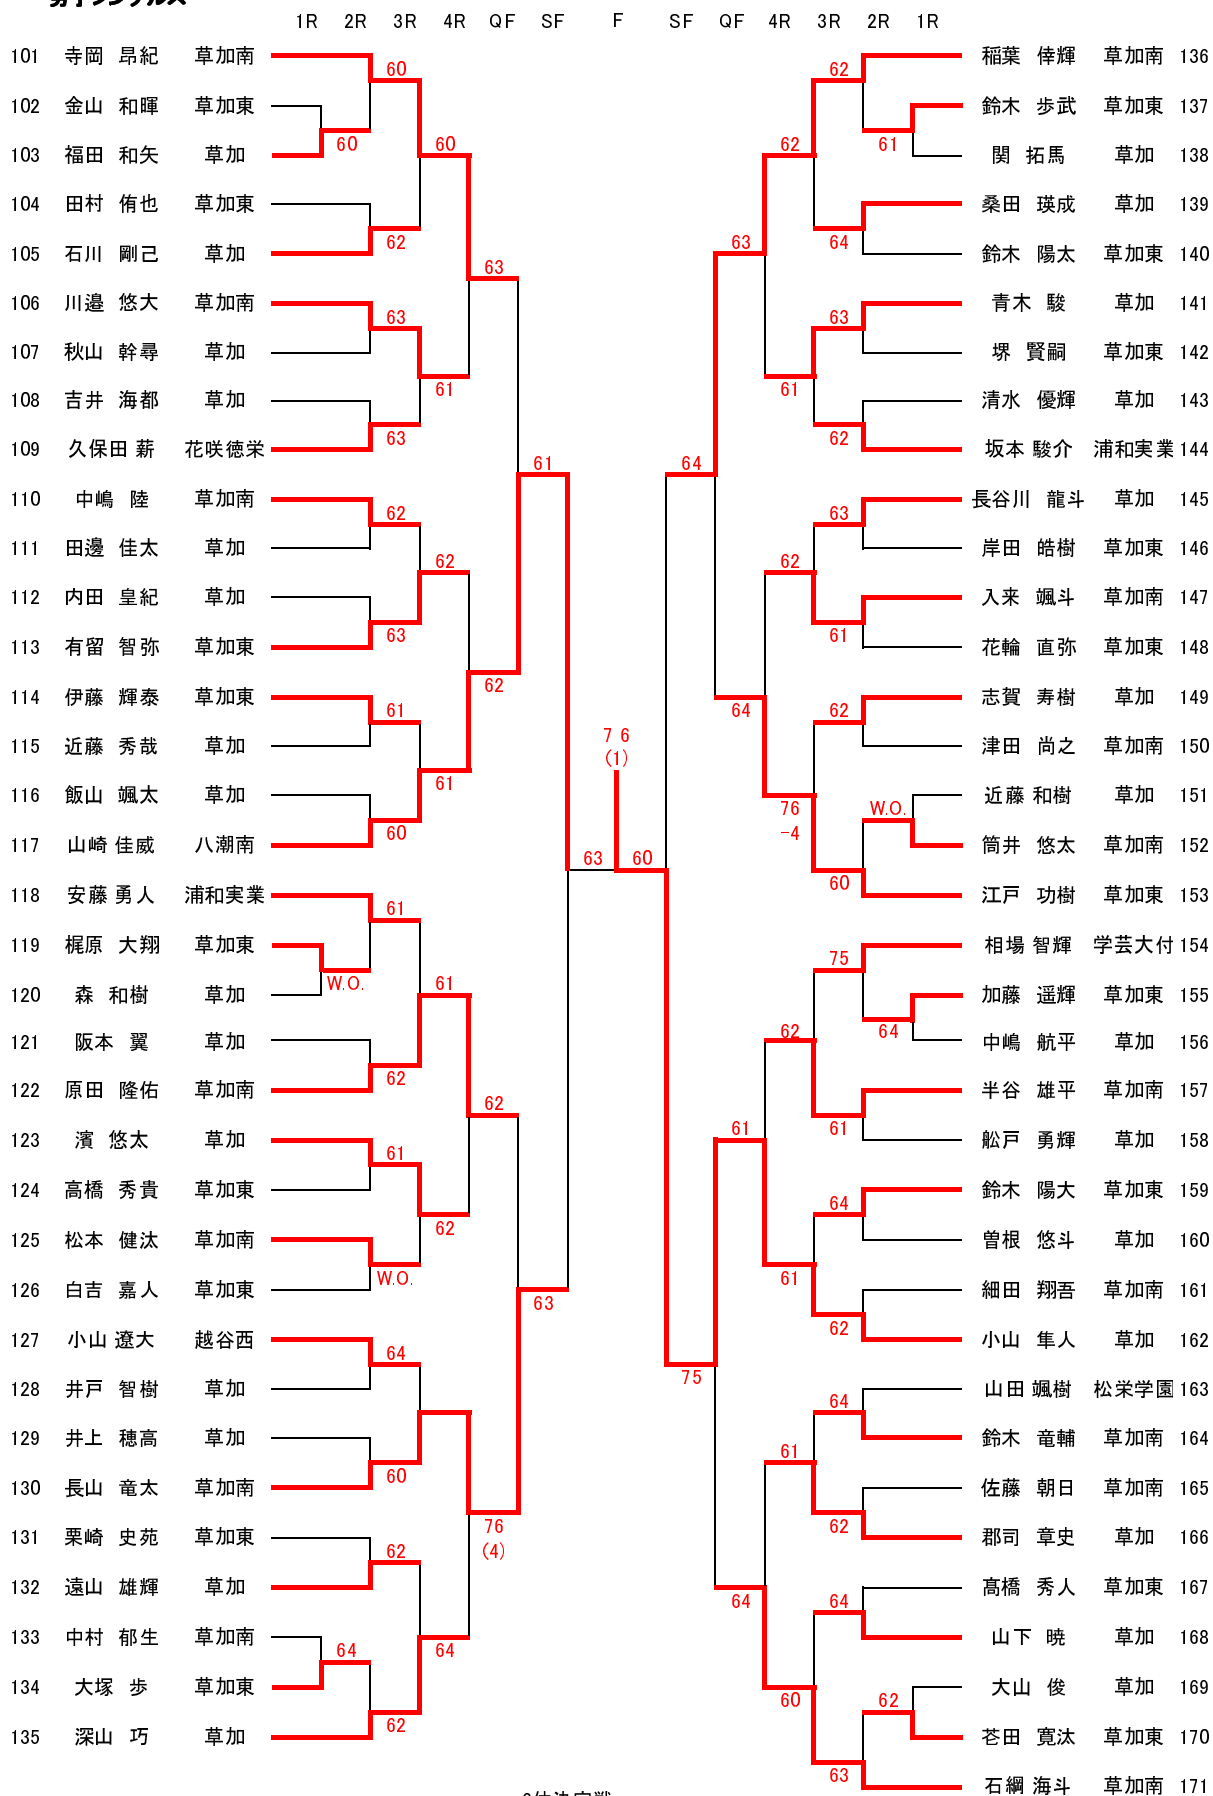 男子シングルス
1R 2R 3R 4R QF SF F SF QF 4R 3R 2R 1R
101 寺岡 昂紀 草加南 60 62 稲葉 倖輝 草加南 136
102 金山 和暉 草加東 鈴木 歩武 草加東 137
60 60 62 61
103 福田 和矢 草加 関 拓馬 草加 138
104 田村 侑也 草加東 桑田 瑛成 草加 139
62 63 64
105 石川 剛己 草加 63 鈴木 陽太 草加東 140
106 川邉 悠大 草加南 63 63 青木 駿 草加 141
107 秋山 幹尋 草加 堺 賢嗣 草加東 142
61 61
108 吉井 海都 草加 清水 優輝 草加 143
63 62
109 久保田 薪 花咲徳栄 61 64 坂本 駿介 浦和実業 144
110 中嶋 陸 草加南 62 63 長谷川 龍斗 草加 145
111 田邊 佳太 草加 62 62 岸田 皓樹 草加東 146
112 内田 皇紀 草加 入来 颯斗 草加南 147
63 61
113 有留 智弥 草加東 花輪 直弥 草加東 148
62
114 伊藤 輝泰 草加東 61 64 62 志賀 寿樹 草加 149
115 近藤 秀哉 草加 76 (1) 津田 尚之 草加南 150
61
116 飯山 颯太 草加 近藤 和樹 草加 151
60 76 -4 W.O.
117 山崎 佳威 八潮南 筒井 悠太 草加南 152
63 60
118 安藤 勇人 浦和実業 61 60 江戸 功樹 草加東 153
119 梶原 大翔 草加東 75 相場 智輝 学芸大付 154
W.O. 61
120 森 和樹 草加 加藤 遥輝 草加東 155
62 64
121 阪本 翼 草加 中嶋 航平 草加 156
62
122 原田 隆佑 草加南 62 半谷 雄平 草加南 157
61 61
123 濱 悠太 草加 61 舩戸 勇輝 草加 158
124 高橋 秀貴 草加東 64 鈴木 陽大 草加東 159
62
125 松本 健汰 草加南 曽根 悠斗 草加 160
W.O. 61
126 白吉 嘉人 草加東 63 細田 翔吾 草加南 161
62
127 小山 遼大 越谷西 64 小山 隼人 草加 162
75
128 井戸 智樹 草加 64 山田 颯樹 松栄学園 163
129 井上 穂高 草加 61 鈴木 竜輔 草加南 164
60
130 長山 竜太 草加南 佐藤 朝日 草加南 165
76 (4) 62
131 栗崎 史苑 草加東 62 郡司 章史 草加 166
132 遠山 雄輝 草加 64 64 髙橋 秀人 草加東 167
133 中村 郁生 草加南 64 64 山下 暁 草加 168
134 大塚 歩 草加東 60 62 大山 俊 草加 169
62
135 深山 巧 草加 田 寛汰 草加東 170
63
石綱 海斗 草加南 171
3位決定戦